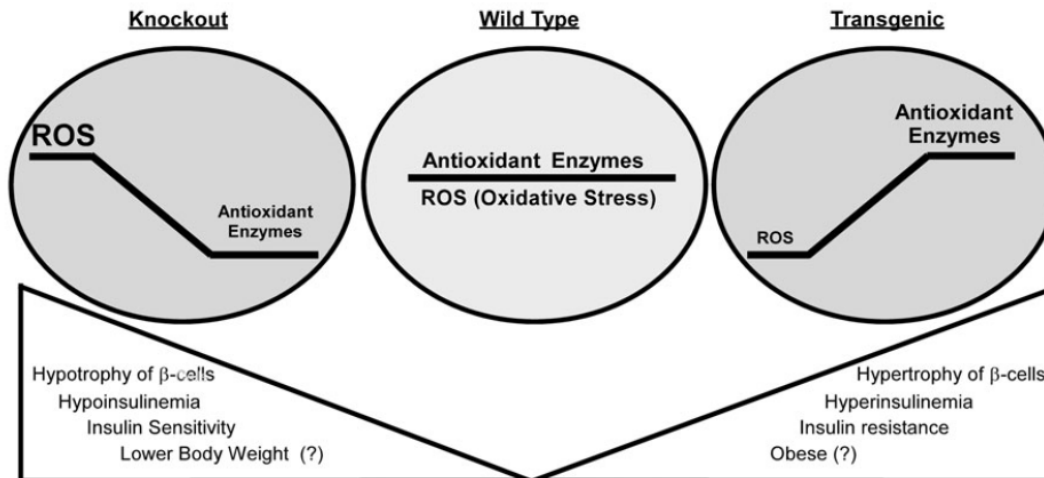 Knockout
Wild Type
Transgenic
ROS
Antioxidant
Enzymes
Antioxidant Enzymes
ROS (Oxidative Stress)
Antioxidant
Enzymes
ROS
Hypotrophy of β-cells
Hypoinsulinemia
Insulin Sensitivity
Lower Body Weight (?)
Hypertrophy of β-cells
Hyperinsulinemia
Insulin resistance
Obese (?)